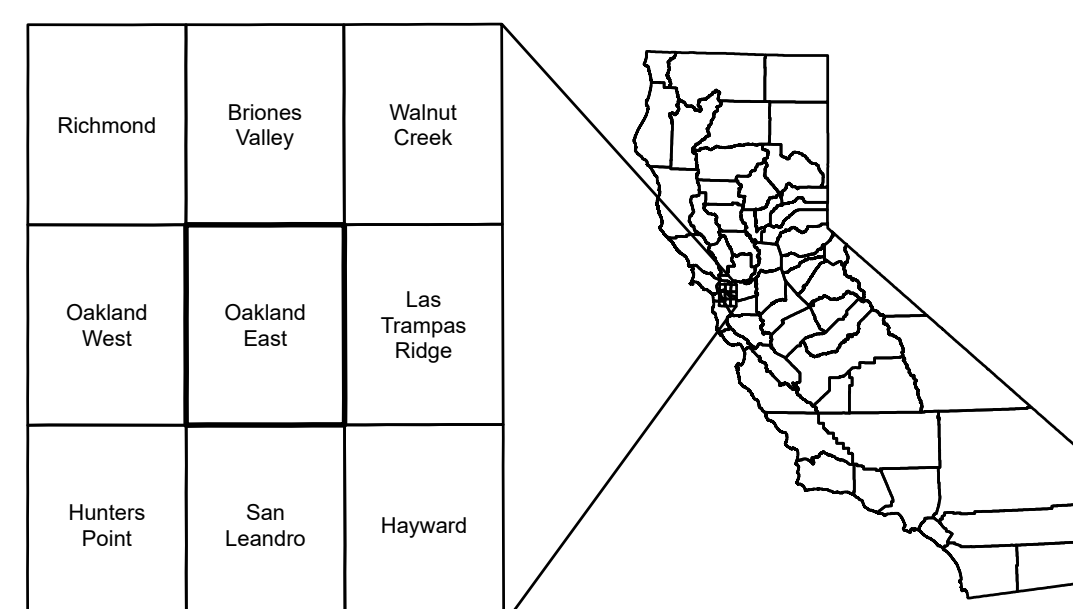 Richmond
Briones
Valley
Walnut
Creek
Oakland
West
Oakland
East
Las
Trampas
Ridge
Hunters
Point
San
Leandro
Hayward